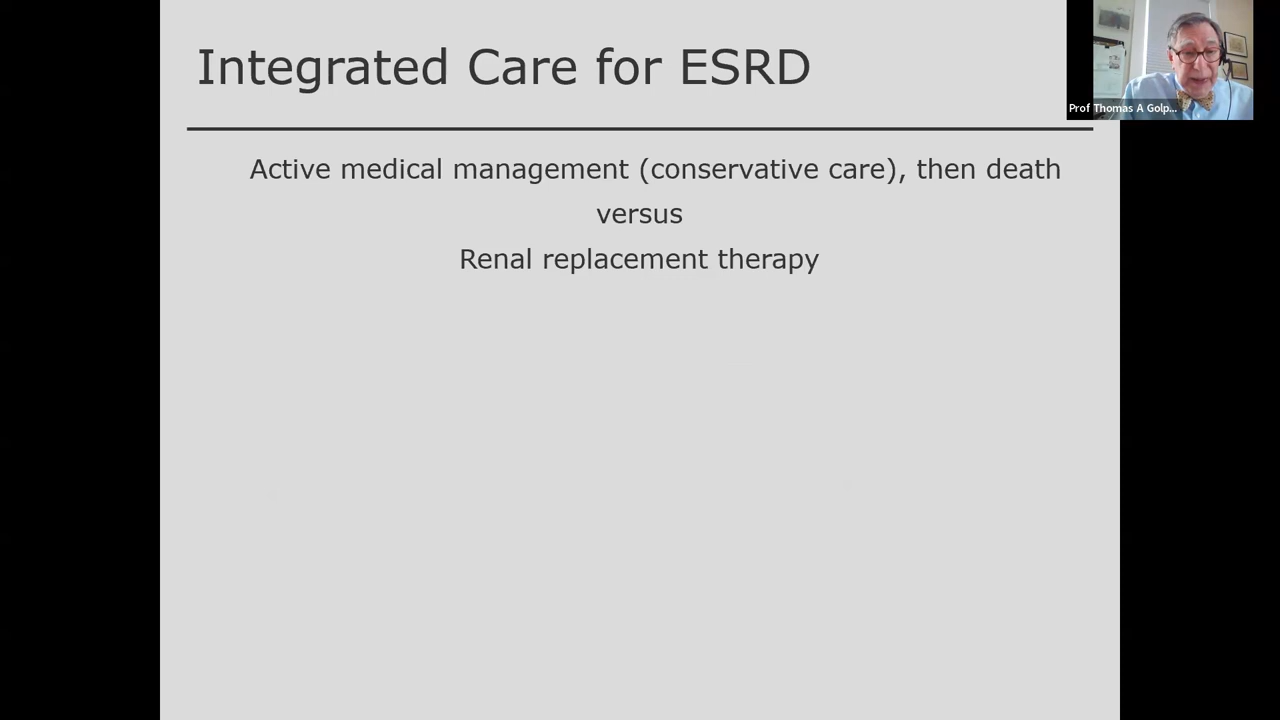 Integrated Care for ESRD
Prof Thomas A Golp...
Active medical management (conservative care), then death
versus
Renal replacement therapy